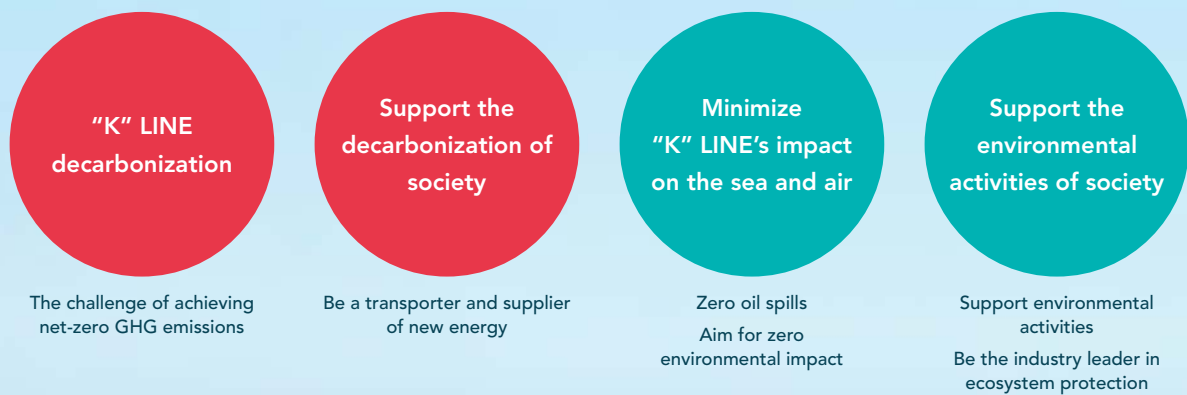 "K" LINE
decarbonization
The challenge of achieving
net-zero GHG emissions
Support the
decarbonization of
society
Be a transporter and supplier
of new energy
Minimize
"K" LINE's impact
on the sea and air
Zero oil spills
Aim for zero
environmental impact
Support the
environmental
activities of society
Support environmental
activities
Be the industry leader in
ecosystem protection